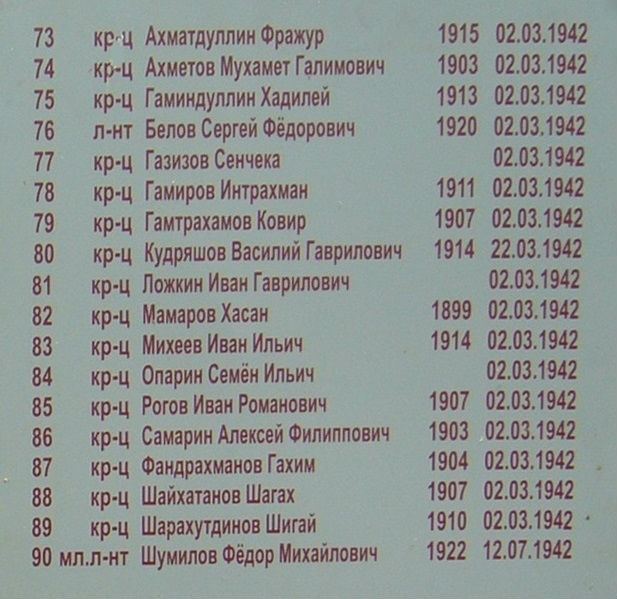 73 кр-ц Ахматдуллин Фражур 1915 02.03.1942
74 кр-ц Ахметов Мухамет Галимович 1903 02.03.1942
75 кр-ц Гаминдуллин Хадилей 1913 02.03.1942
76 л-нт Белов Сергей Фёдорович 1920 02.03.1942
77 кр-ц Газизов Сенчека 02.03.1942
78 кр-ц Гамиров Интрахман 1911 02.03.1942
79 кр-ц Гамтрахамов Ковир 1907 02.03.1942
80 кр-ц Кудряшов Василий Гаврилович 1914 22.03.1942
81 кр-ц Ложкин Иван Гаврилович 02.03.1942
82 кр-ц Мамаров Хасан 1899 02.03.1942
83 кр-ц Михеев Иван Ильич 1914 02.03.1942
84 кр-ц Опарин Семён Ильич 02.03.1942
85 кр-ц Рогов Иван Романович 1907 02.03.1942
86 кр-ц Самарин Алексей Филиппович 1903 02.03.1942
87 кр-ц Фандрахманов Гахим 1904 02.03.1942
88 кр-ц Шайхатанов Шагах 1907 02.03.1942
89 кр-ц Шарахутдинов Шигай 1910 02.03.1942
90 мл.л-нт Шумилов Фёдор Михайлович 1922 12.07.1942